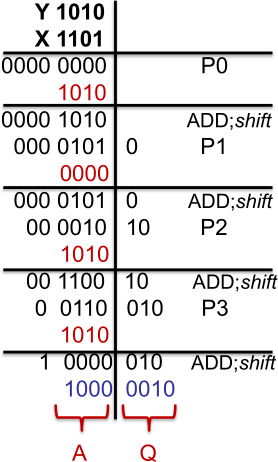 Y 1010
X 1101
0000 0000 P0
1010
0000 1010 ADD;shift
000 0101 0 P1
0000
000 0101 0 ADD;shift
00 0010 10 P2
1010
00 1100 10 ADD;shift
0 0110 010 P3
1010
1 0000 010 ADD;shift
1000 0010
A Q